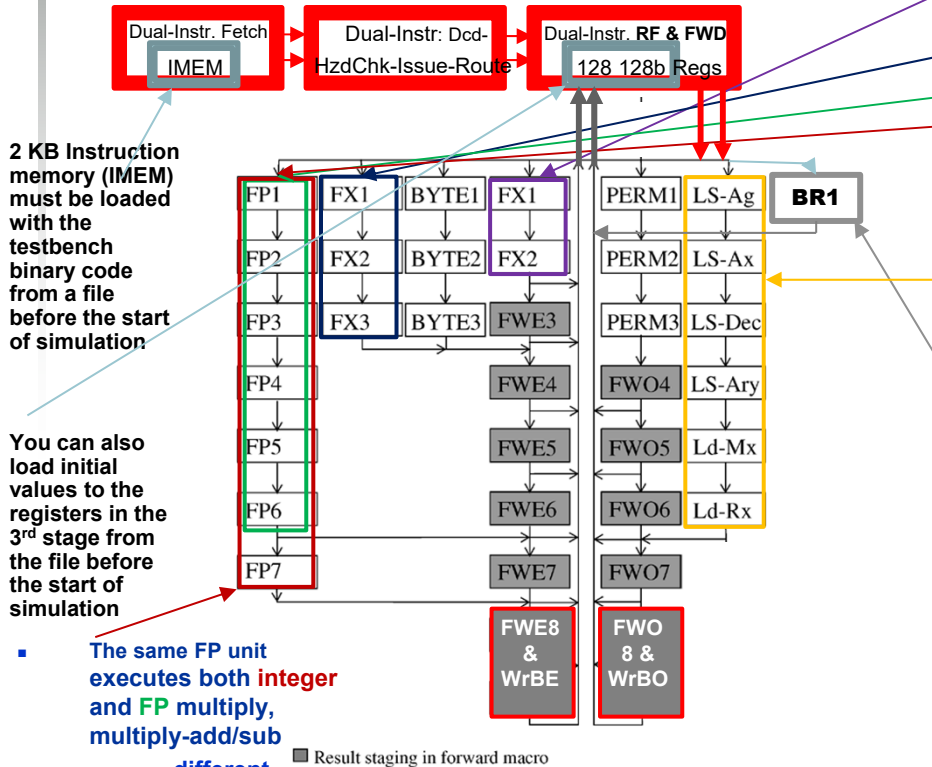 Dual-Instr. Fetch
IMEM
Dual-Instr: Dcd-
HzdChk-Issue-Route
Dual-Instr. RF & FWD
128 128b Regs
2 KB Instruction
memory (IMEM)
must be loaded
with the
testbench
binary code
from a file
before the start
of simulation
You can also
load initial
values to the
registers in the
3rd stage from
the file before
the start of
simulation
FP1 FX1 BYTE1 FX1 PERM1 LS-Ag BR1
FP2 FX2 BYTE2 FX2 PERM2 LS-Ax
FP3 FX3 BYTE3 FWE3 PERM3 LS-Dec
FP4 FWE4 FWO4 LS-Ary
FP5 FWE5 FWO5 Ld-Mx
FP6 FWE6 FWO6 Ld-Rx
FP7 FWE7 FWO7
FWE8
&
WrBE
FWO
8 &
WrBO
▪ The same FP unit
executes both integer
and FP multiply,
multiply-add/sub
different
Result staging in forward macro